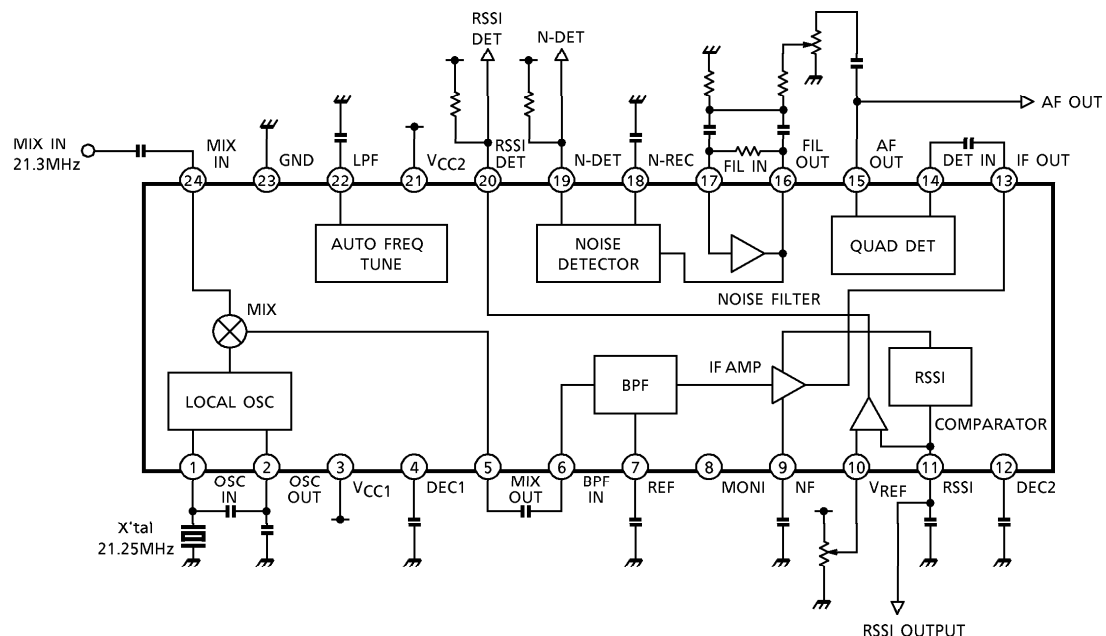 RSSI
DET
N-DET
AF OUT
MIX IN
21.3MHz
MIX
IN
GND
LPF
VCC2
RSSI
DET
N-DET
N-REC
FIL IN
FIL
OUT
AF
OUT
DET IN
IF OUT
24
23
22
21
20
19
18
17
16
15
14
13
AUTO FREQ
TUNE
NOISE
DETECTOR
QUAD DET
NOISE FILTER
MIX
LOCAL OSC
BPF
IF AMP
RSSI
COMPARATOR
1
2
3
4
5
6
7
8
9
10
11
12
OSC
IN
OSC
OUT
VCC1
DEC1
MIX
OUT
BPF
IN
REF
MONI
NF
VREF
RSSI
DEC2
X'tal
21.25MHz
RSSI OUTPUT